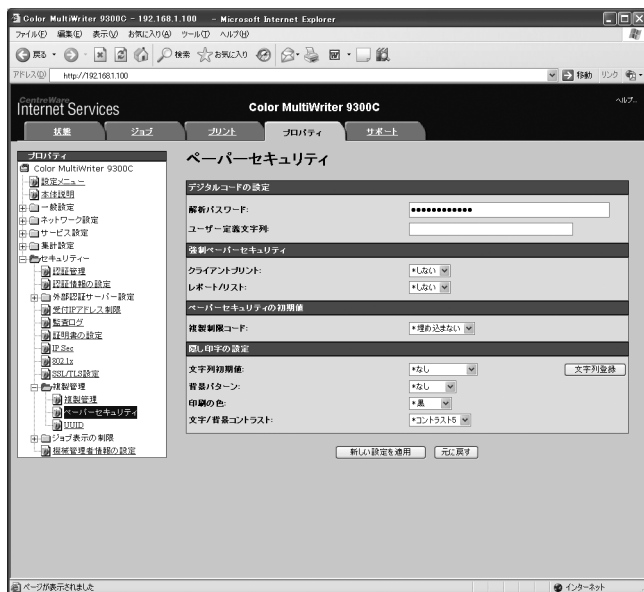 Color MultiWriter 9300C - 192.168.1.100 - Microsoft Internet Explorer
ファイル(F) 編集(E) 表示(V) お気に入り(A) ツール(T) ヘルプ(H)
戻る 検索 お気に入り
アドレス(D) http://192.168.1.100 移動 リンク
CentreWare
Internet Services
Color MultiWriter 9300C
ヘルプ...
状態 ジョブ プリント プロパティ サポート
プロパティ
Color MultiWriter 9300C
設定メニュー
本体説明
一般設定
ネットワーク設定
サービス設定
集計設定
セキュリティー
認証管理
認証情報の設定
外部認証サーバー設定
受付IPアドレス制限
監査ログ
証明書の設定
IP Sec
802.1x
SSL/TLS設定
複製管理
複製管理
ペーパーセキュリティ
UUID
ジョブ表示の制限
機械管理者情報の設定
ペーパーセキュリティ
デジタルコードの設定
解析パスワード: ●●●●●●●●●●●●
ユーザー定義文字列:
強制ペーパーセキュリティ
クライアントプリント: *しない
レポート/リスト: *しない
ペーパーセキュリティの初期値
複製制限コード: *埋め込まない
隠し印字の設定
文字列初期値: *なし 文字列登録
背景パターン: *なし
印刷の色: *黒
文字/背景コントラスト: *コントラスト5
新しい設定を適用 元に戻す
ページが表示されました インターネット